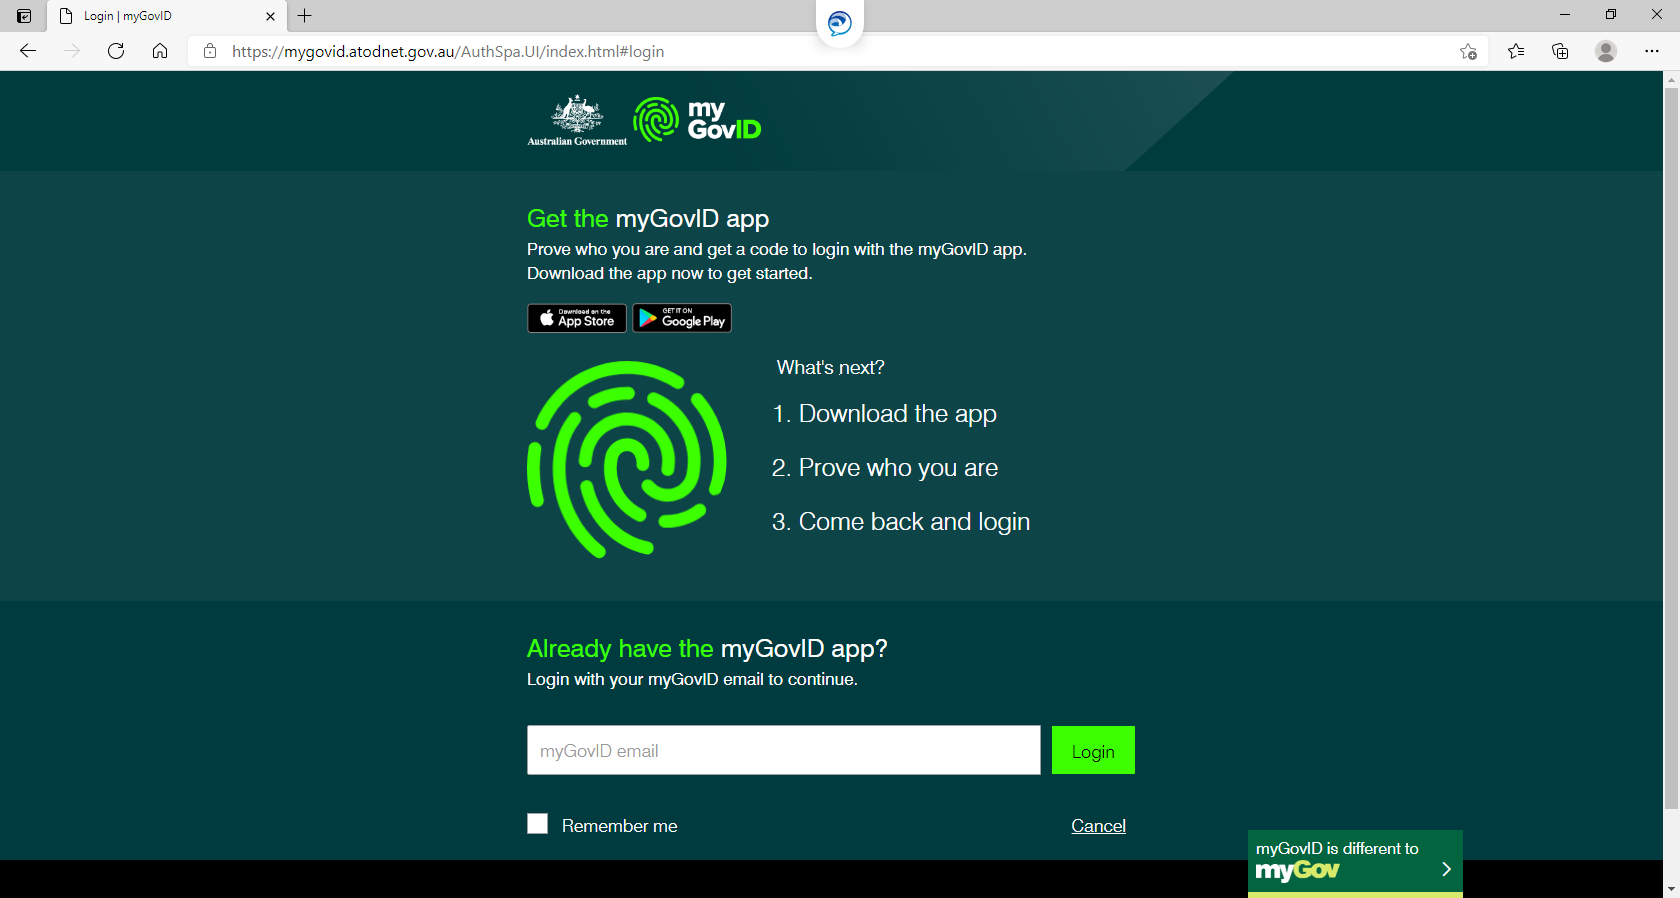 Login | myGovID
https://mygovid.atodnet.gov.au/AuthSpa.UI/index.html#login
Australian Government
my
GovID
Get the myGovID app
Prove who you are and get a code to login with the myGovID app.
Download the app now to get started.
Download on the
App Store
GET IT ON
Google Play
What's next?
1. Download the app
2. Prove who you are
3. Come back and login
Already have the myGovID app?
Login with your myGovID email to continue.
myGovID email
Login
Remember me
Cancel
myGovID is different to
myGov